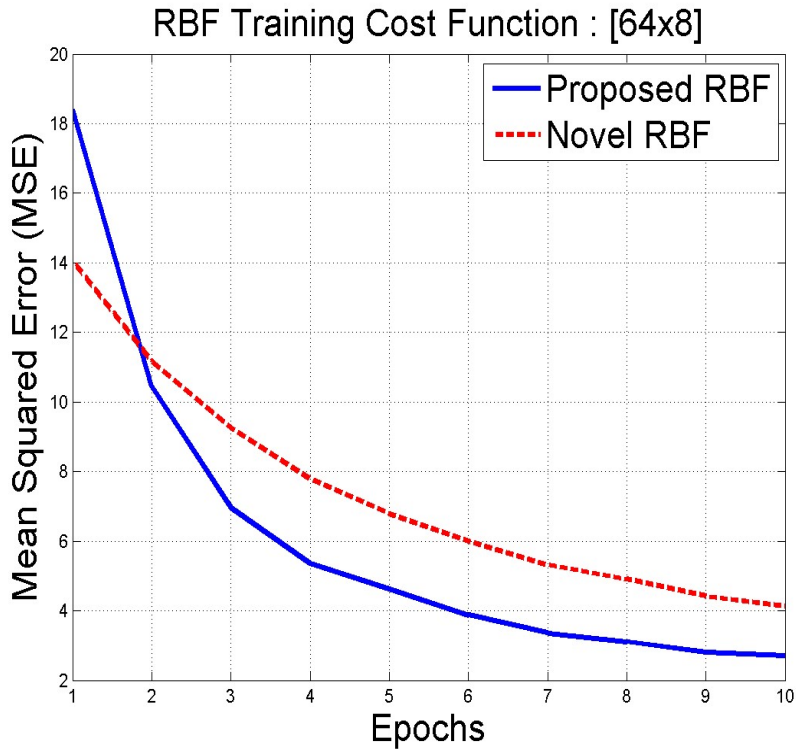 RBF Training Cost Function : [64x8]
Proposed RBF
Novel RBF
Mean Squared Error (MSE)
20
18
16
14
12
10
8
6
4
2
1 2 3 4 5 6 7 8 9 10
Epochs